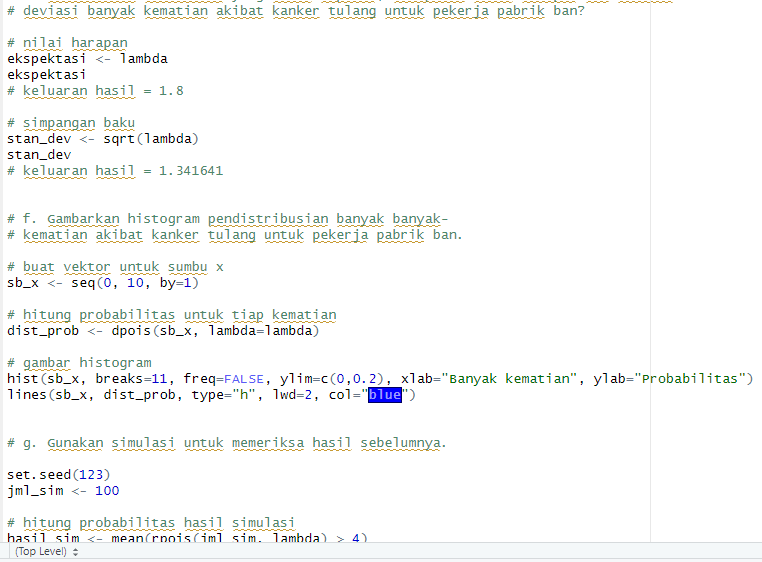 # deviasi banyak kematian akibat kanker tulang untuk pekerja pabrik ban?
# nilai harapan
ekspektasi <- lambda
ekspektasi
# keluaran hasil = 1.8
# simpangan baku
stan_dev <- sqrt(lambda)
stan_dev
# keluaran hasil = 1.341641
# f. Gambarkan histogram pendistribusian banyak banyak-
# kematian akibat kanker tulang untuk pekerja pabrik ban.
# buat vektor untuk sumbu x
sb_x <- seq(0, 10, by=1)
# hitung probabilitas untuk tiap kematian
dist_prob <- dpois(sb_x, lambda=lambda)
# gambar histogram
hist(sb_x, breaks=11, freq=FALSE, ylim=c(0,0.2), xlab="Banyak kematian", ylab="Probabilitas")
lines(sb_x, dist_prob, type="h", lwd=2, col="blue")
# g. Gunakan simulasi untuk memeriksa hasil sebelumnya.
set.seed(123)
jml_sim <- 100
# hitung probabilitas hasil simulasi
hasil_sim <- mean(rpois(jml_sim, lambda) > 4)
(Top Level)